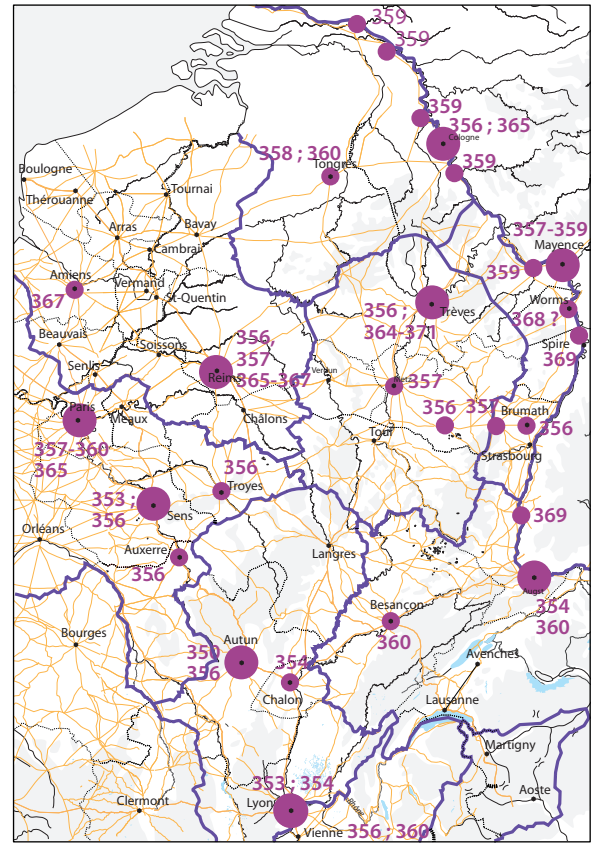 359
359
359
356 ; 365
Cologne
358 ; 360
Tongres
359
Boulogne
Thérouanne
Tournai
Arras
Bavay
Cambrai
357-359
Mayence
359
Amiens
367
Vermand
St-Quentin
356 ;
364-371
Trèves
Worms
368 ?
Spire
369
Beauvais
Soissons
Senlis
356,
357
365-367
Reims
Verdun
Metz
357
Paris
Meaux
Châlons
357-360
365
356
357
Brumath
356
Toul
Strasbourg
356
Troyes
353 ;
356
Sens
369
Orléans
Auxerre
356
Langres
Augst
354
360
Besançon
360
Bourges
Autun
350
356
354
Chalon
Avenches
Lausanne
Martigny
Aoste
Clermont
353 ; 354
Lyon
Rhône
Vienne
356 ; 360